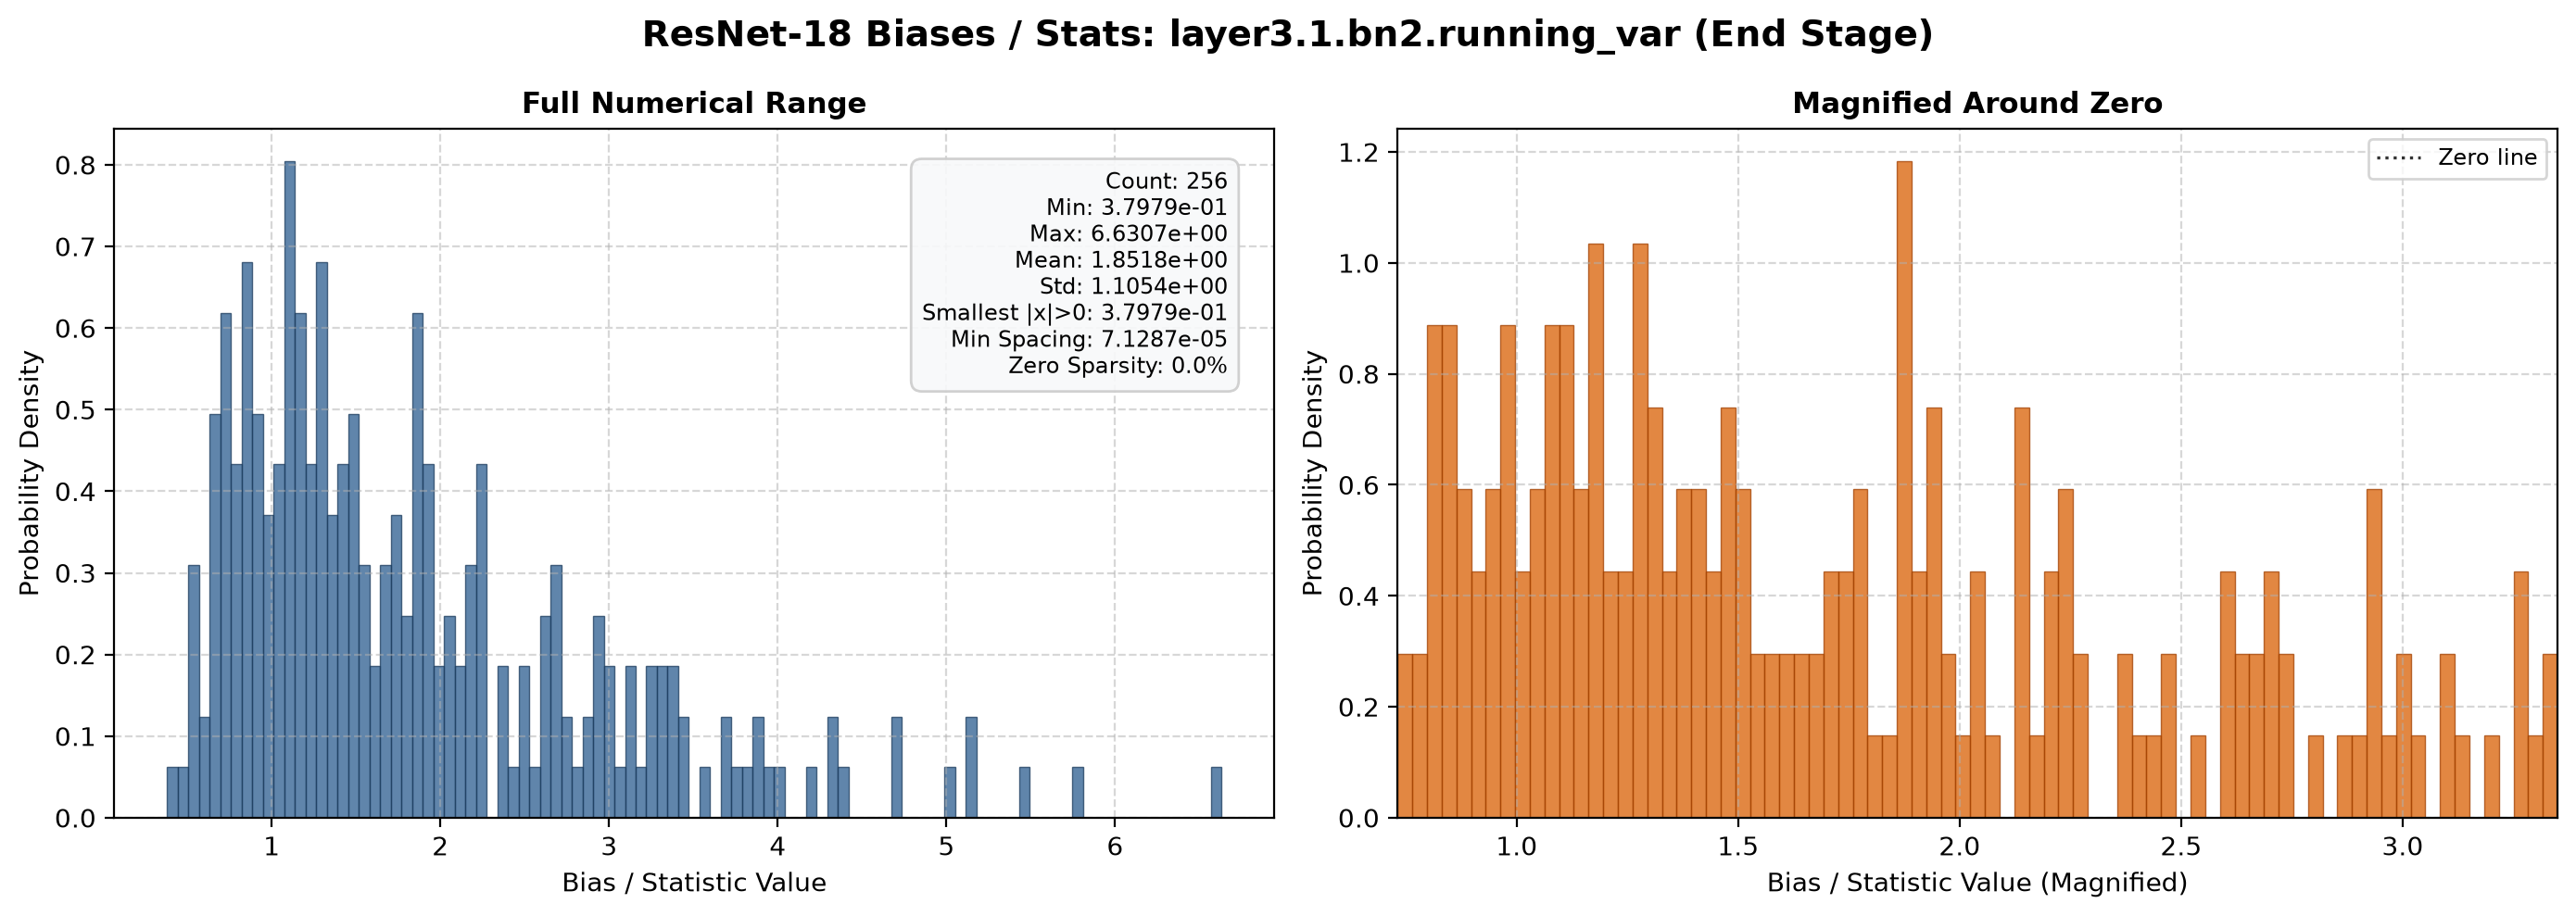 ResNet-18 Biases / Stats: layer3.1.bn2.running_var (End Stage)
Full Numerical Range
Probability Density
0.8
0.7
0.6
0.5
0.4
0.3
0.2
0.1
0.0
Count: 256
Min: 3.7979e-01
Max: 6.6307e+00
Mean: 1.8518e+00
Std: 1.1054e+00
Smallest |x|>0: 3.7979e-01
Min Spacing: 7.1287e-05
Zero Sparsity: 0.0%
1 2 3 4 5 6
Bias / Statistic Value
Magnified Around Zero
Probability Density
1.2
1.0
0.8
0.6
0.4
0.2
0.0
Zero line
1.0 1.5 2.0 2.5 3.0
Bias / Statistic Value (Magnified)